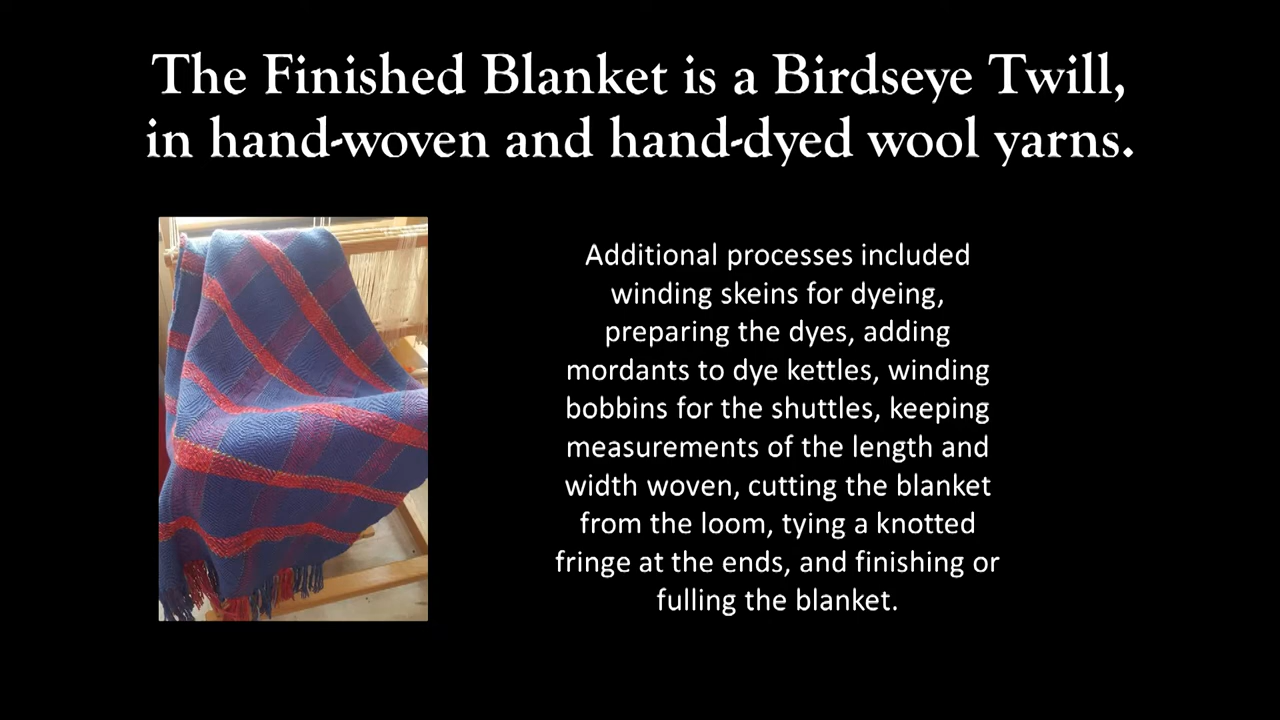 The Finished Blanket is a Birdseye Twill,
in hand-woven and hand-dyed wool yarns.
Additional processes included
winding skeins for dyeing,
preparing the dyes, adding
mordants to dye kettles, winding
bobbins for the shuttles, keeping
measurements of the length and
width woven, cutting the blanket
from the loom, tying a knotted
fringe at the ends, and finishing or
fulling the blanket.